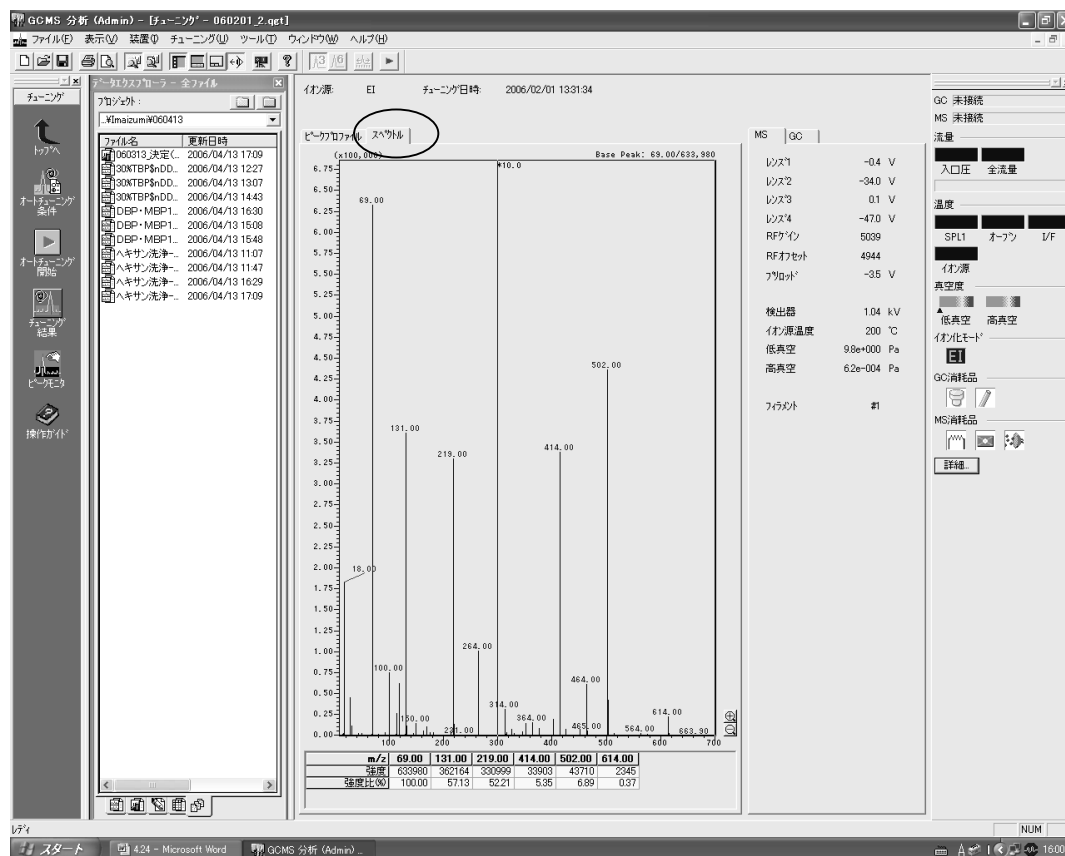 GCMS 分析 (Admin) - [ﾁｭｰﾆﾝｸﾞ - 060201_2.qgt]
ファイル(F) 表示(V) 装置(I) チューニング(U) ツール(T) ウィンドウ(W) ヘルプ(H)
チューニング
トップへ
オートチューニング
条件
オートチューニング
開始
チューニング
結果
ピークモニタ
操作ガイド
データエクスプローラ - 全ファイル
プロジェクト:
..¥Imaizumi¥060413
ファイル名 更新日時
060313_決定(.. 2006/04/13 17:09
30%TBP$nDD.. 2006/04/13 12:27
30%TBP$nDD.. 2006/04/13 13:07
30%TBP$nDD.. 2006/04/13 14:43
DBP・MBP1.. 2006/04/13 16:30
DBP・MBP1.. 2006/04/13 15:08
DBP・MBP1.. 2006/04/13 15:48
ヘキサン洗浄-.. 2006/04/13 11:07
ヘキサン洗浄-.. 2006/04/13 11:47
ヘキサン洗浄-.. 2006/04/13 16:29
ヘキサン洗浄-.. 2006/04/13 17:09
イオン源: EI チューニング日時: 2006/02/01 13:31:34
ピークプロファイル スペクトル
(x100,000) Base Peak: 69.00/633,980
*10.0
6.75
6.50
6.25
6.00
5.75
5.50
5.25
5.00
4.75
4.50
4.25
4.00
3.75
3.50
3.25
3.00
2.75
2.50
2.25
2.00
1.75
1.50
1.25
1.00
0.75
0.50
0.25
0.00
69.00
502.00
131.00
414.00
219.00
18.00
264.00
100.00
464.00
314.00
614.00
150.00
364.00
231.00
465.00
564.00
663.90
100 200 300 400 500 600 700
m/z 69.00 131.00 219.00 414.00 502.00 614.00
強度 633980 362164 330999 33903 43710 2345
強度比(%) 100.00 57.13 52.21 5.35 6.89 0.37
MS GC
レンズ1 -0.4 V
レンズ2 -34.0 V
レンズ3 0.1 V
レンズ4 -47.0 V
RFゲイン 5039
RFオフセット 4944
プリロッド -3.5 V
検出器 1.04 kV
イオン源温度 200 ℃
低真空 9.8e+000 Pa
高真空 6.2e-004 Pa
フィラメント #1
GC 未接続
MS 未接続
流量
入口圧 全流量
温度
SPL1 オーブン I/F
イオン源
真空度
低真空 高真空
イオン化モード
EI
GC消耗品
MS消耗品
詳細...
レディ
NUM
スタート 4.24 - Microsoft Word GCMS 分析 (Admin) ..
A 16:00